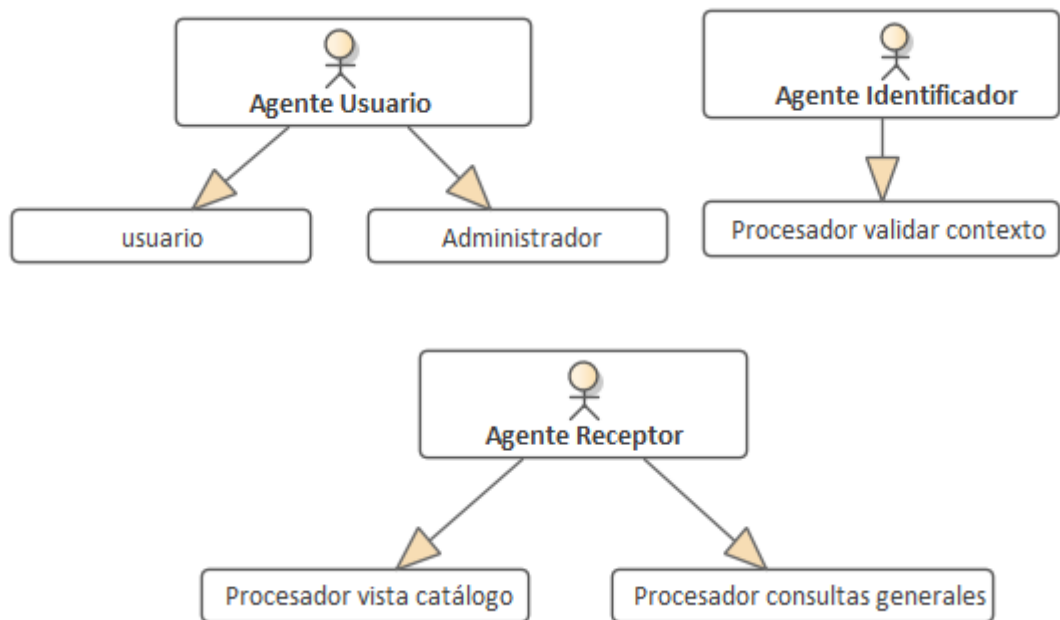 Agente Usuario
Agente Identificador
usuario
Administrador
Procesador validar contexto
Agente Receptor
Procesador vista catálogo
Procesador consultas generales